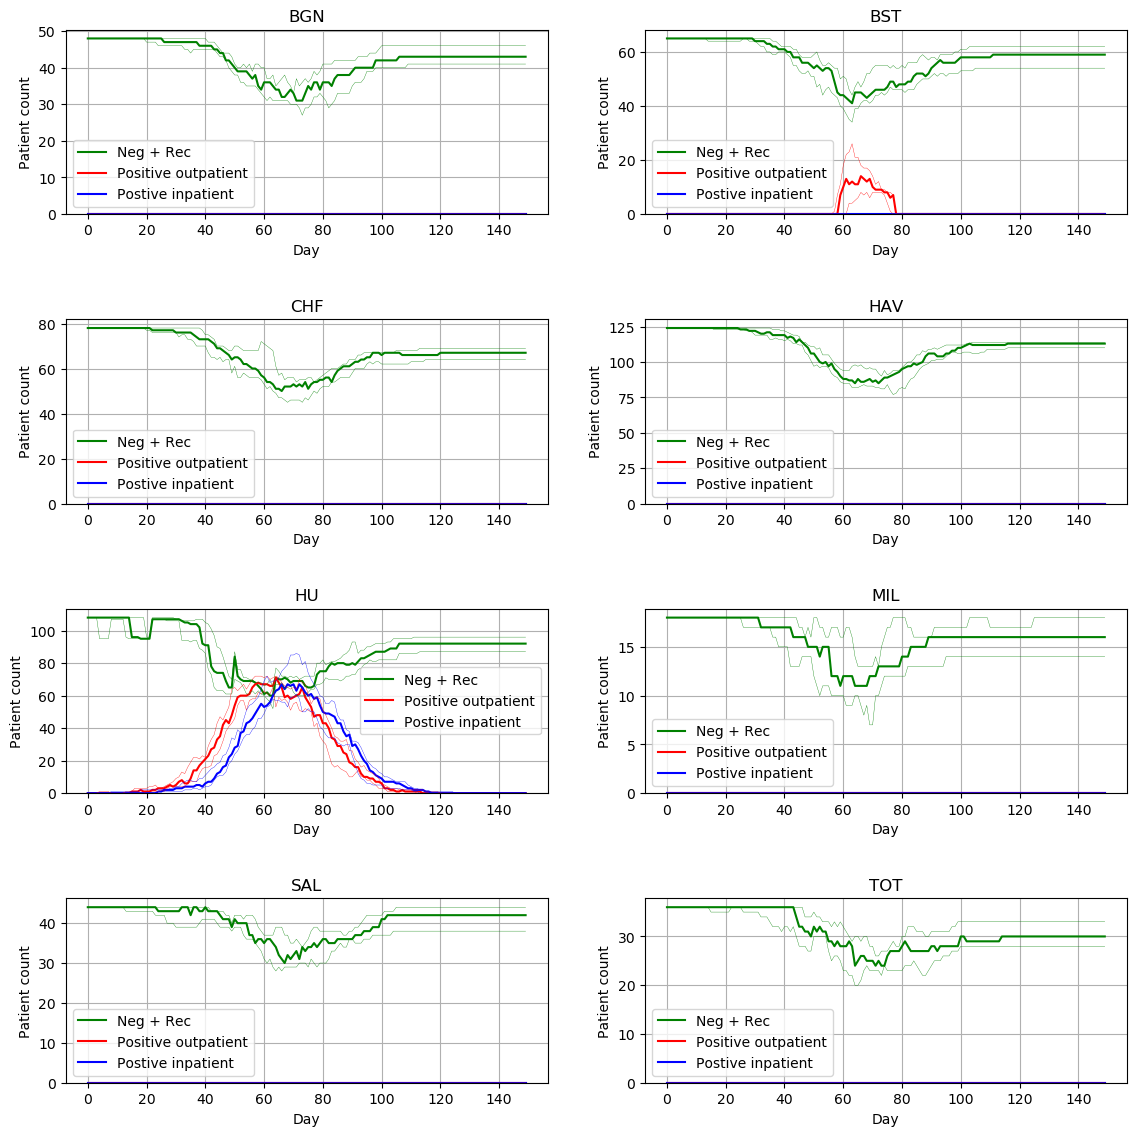 BGN
50
40
30
20
10
0
Patient count
Neg + Rec
Positive outpatient
Postive inpatient
0 20 40 60 80 100 120 140
Day
BST
60
40
20
0
Patient count
Neg + Rec
Positive outpatient
Postive inpatient
0 20 40 60 80 100 120 140
Day
CHF
80
60
40
20
0
Patient count
Neg + Rec
Positive outpatient
Postive inpatient
0 20 40 60 80 100 120 140
Day
HAV
125
100
75
50
25
0
Patient count
Neg + Rec
Positive outpatient
Postive inpatient
0 20 40 60 80 100 120 140
Day
HU
100
80
60
40
20
0
Patient count
Neg + Rec
Positive outpatient
Postive inpatient
0 20 40 60 80 100 120 140
Day
MIL
15
10
5
0
Patient count
Neg + Rec
Positive outpatient
Postive inpatient
0 20 40 60 80 100 120 140
Day
SAL
40
30
20
10
0
Patient count
Neg + Rec
Positive outpatient
Postive inpatient
0 20 40 60 80 100 120 140
Day
TOT
30
20
10
0
Patient count
Neg + Rec
Positive outpatient
Postive inpatient
0 20 40 60 80 100 120 140
Day